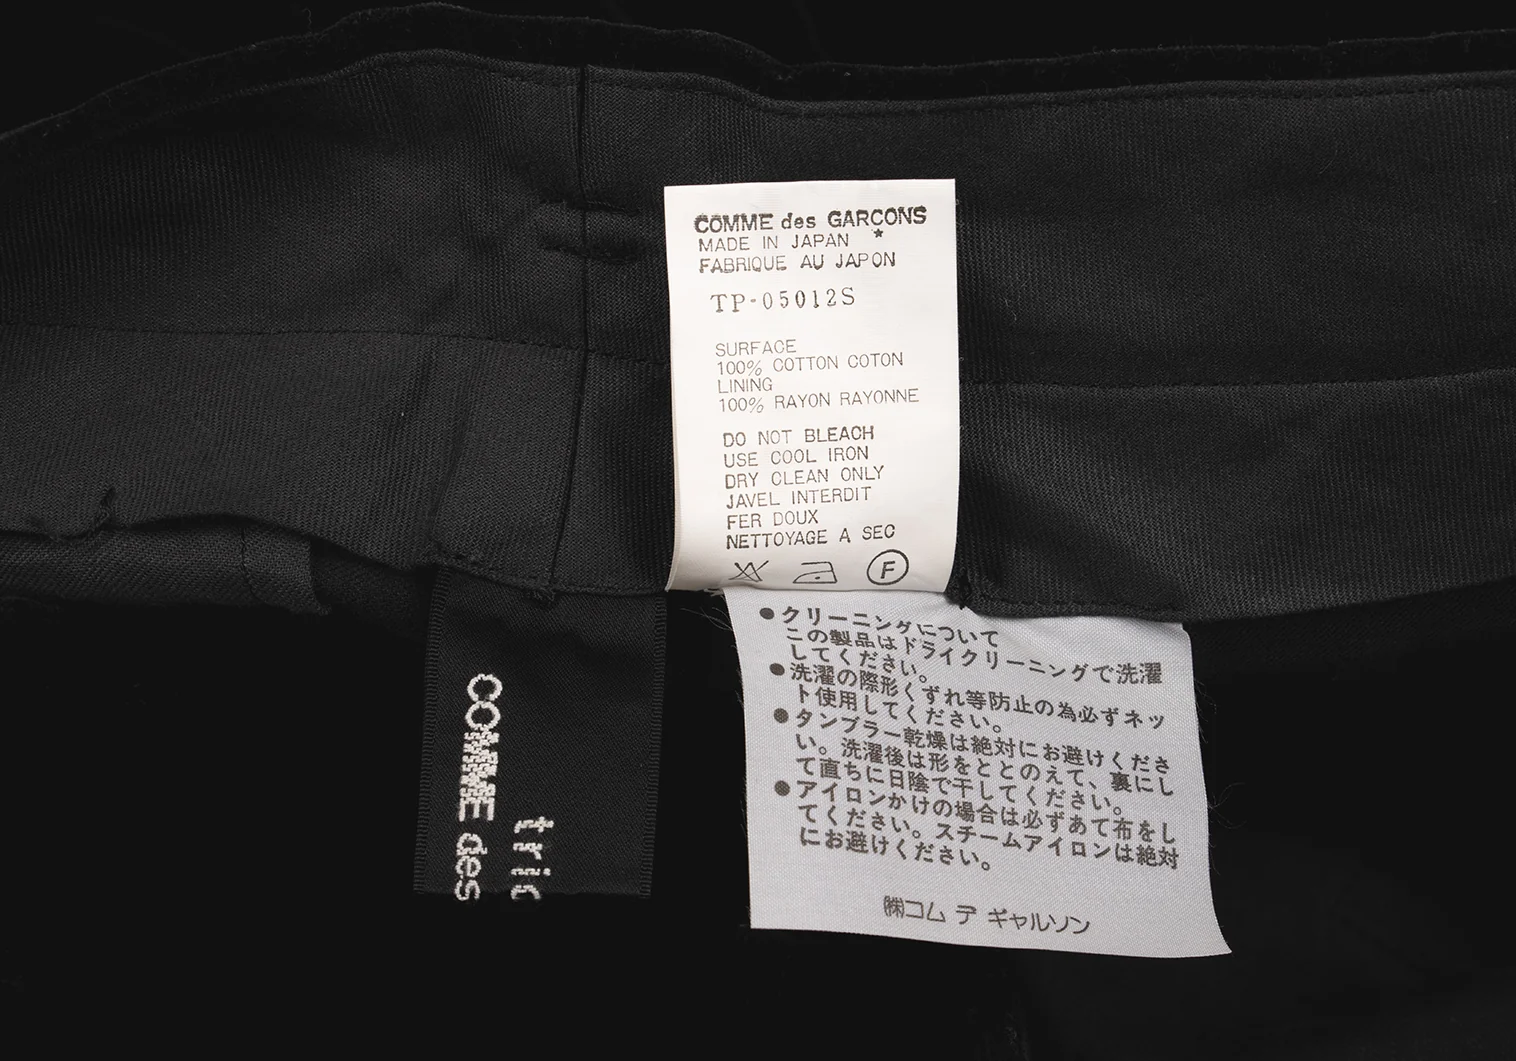 COMME des GARCONS
MADE IN JAPAN
FABRIQUE AU JAPON
TP-05012S
SURFACE
100% COTTON COTON
LINING
100% RAYON RAYONNE
DO NOT BLEACH
USE COOL IRON
DRY CLEAN ONLY
JAVEL INTERDIT
FER DOUX
NETTOYAGE A SEC
F
●クリーニングについて
この製品はドライクリーニングで洗濯
してください。
●洗濯の際形くずれ等防止の為必ずネッ
ト使用してください。
●タンブラー乾燥は絶対にお避けくださ
い。洗濯後は形をととのえて、裏にし
て直ちに日陰で干してください。
●アイロンかけの場合は必ずあて布をし
てください。スチームアイロンは絶対
にお避けください。
㈱コム デ ギャルソン
tric
COMME des